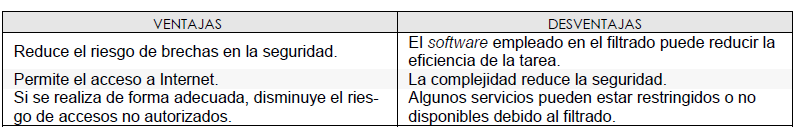 VENTAJAS
DESVENTAJAS
Reduce el riesgo de brechas en la seguridad.
El software empleado en el filtrado puede reducir la
eficiencia de la tarea.
Permite el acceso a Internet.
La complejidad reduce la seguridad.
Si se realiza de forma adecuada, disminuye el ries-
go de accesos no autorizados.
Algunos servicios pueden estar restringidos o no
disponibles debido al filtrado.